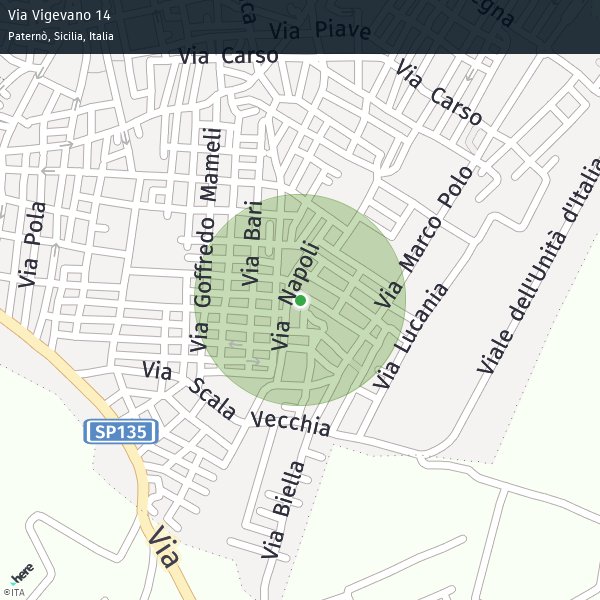 Via Vigevano 14
Paternò, Sicilia, Italia
Via Piave
Via Carso
Via Carso
Via Goffredo Mameli
Via Marco Polo
Via Pola
Via Bari
Via Napoli
Viale dell'Unità d'Italia
Via Lucania
Via Scala Vecchia
SP135
Via Biella
Via
here
©ITA